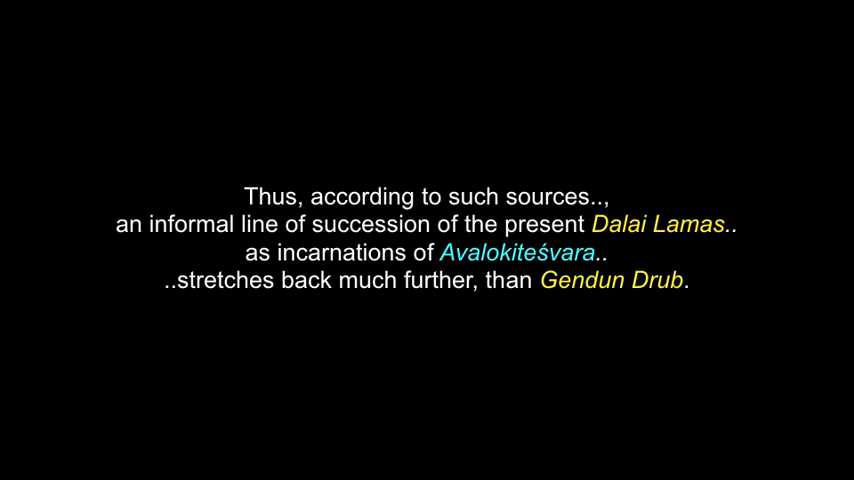 Thus, according to such sources..,
an informal line of succession of the present Dalai Lamas..
as incarnations of Avalokiteśvara..
..stretches back much further, than Gendun Drub.